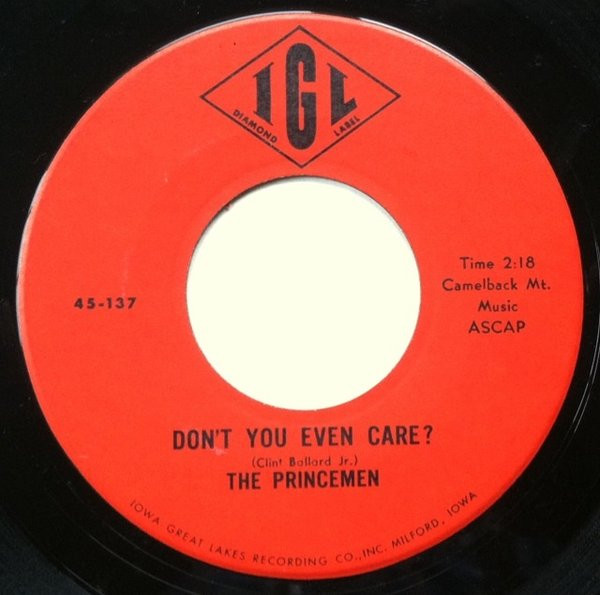 IGL
DIAMOND LABEL
45-137
Time 2:18
Camelback Mt.
Music
ASCAP
DON'T YOU EVEN CARE?
(Clint Ballard Jr.)
THE PRINCEMEN
IOWA GREAT LAKES RECORDING CO., INC. MILFORD, IOWA